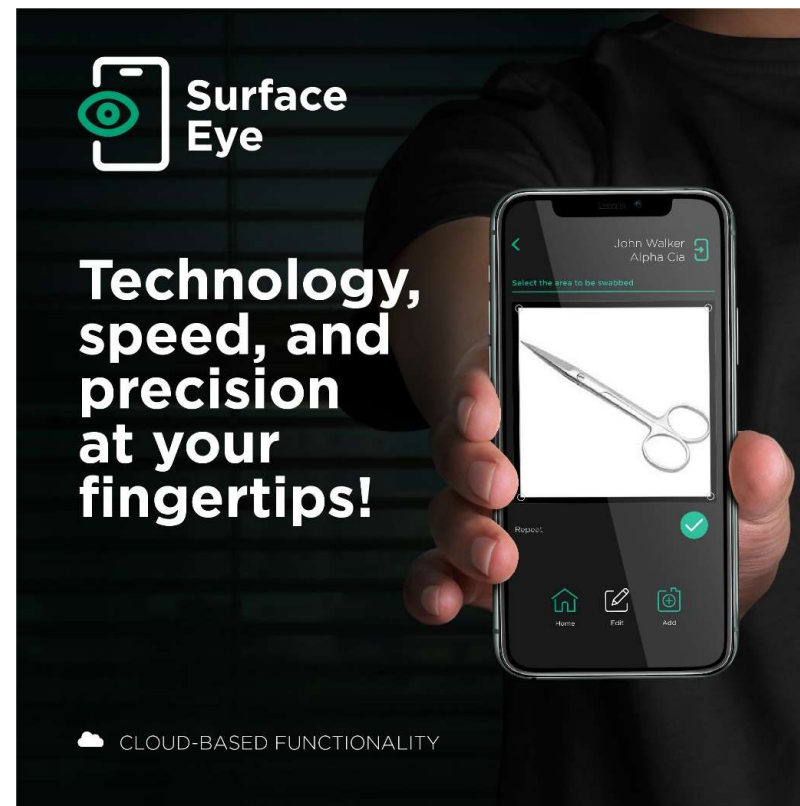 Surface
Eye
Technology,
speed, and
precision
at your
fingertips!
John Walker
Alpha Cia
Select the area to be swabbed
Repeat
Home
Edit
Add
CLOUD-BASED FUNCTIONALITY